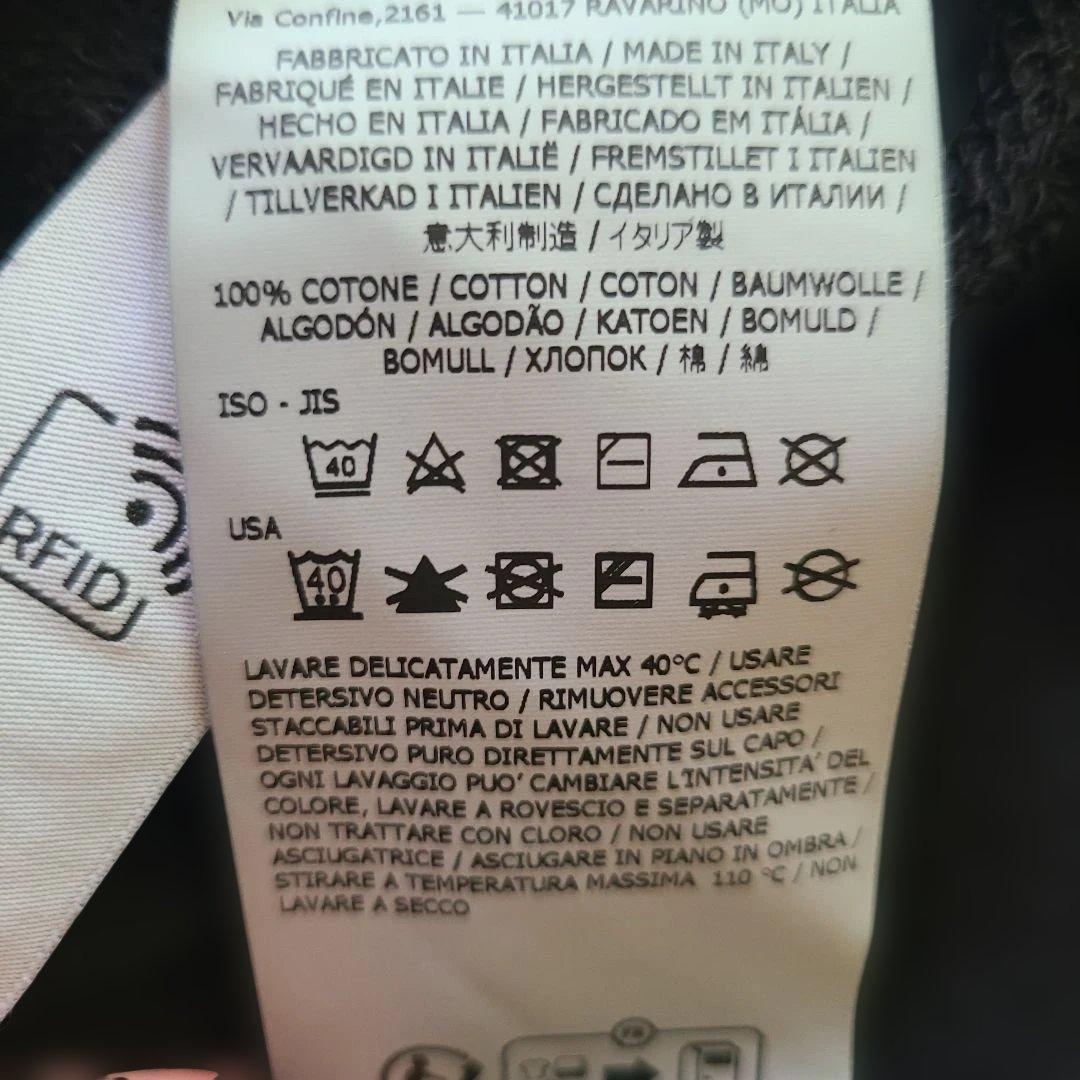 Via Confine,2161 — 41017 RAVARINO (MO) ITALIA
FABBRICATO IN ITALIA / MADE IN ITALY /
FABRIQUÉ EN ITALIE / HERGESTELLT IN ITALIEN /
HECHO EN ITALIA / FABRICADO EM ITÁLIA /
VERVAARDIGD IN ITALIË / FREMSTILLET I ITALIEN
/ TILLVERKAD I ITALIEN / СДЕЛАНО В ИТАЛИИ /
意大利制造 / イタリア製
100% COTONE / COTTON / COTON / BAUMWOLLE /
ALGODÓN / ALGODÃO / KATOEN / BOMULD /
BOMULL / ХЛОПОК / 棉 / 綿
ISO - JIS
40
USA
40
RFID
LAVARE DELICATAMENTE MAX 40°C / USARE
DETERSIVO NEUTRO / RIMUOVERE ACCESSORI
STACCABILI PRIMA DI LAVARE / NON USARE
DETERSIVO PURO DIRETTAMENTE SUL CAPO /
OGNI LAVAGGIO PUO' CAMBIARE L'INTENSITA' DEL
COLORE, LAVARE A ROVESCIO E SEPARATAMENTE /
NON TRATTARE CON CLORO / NON USARE
ASCIUGATRICE / ASCIUGARE IN PIANO IN OMBRA /
STIRARE A TEMPERATURA MASSIMA 110 °C / NON
LAVARE A SECCO
FR